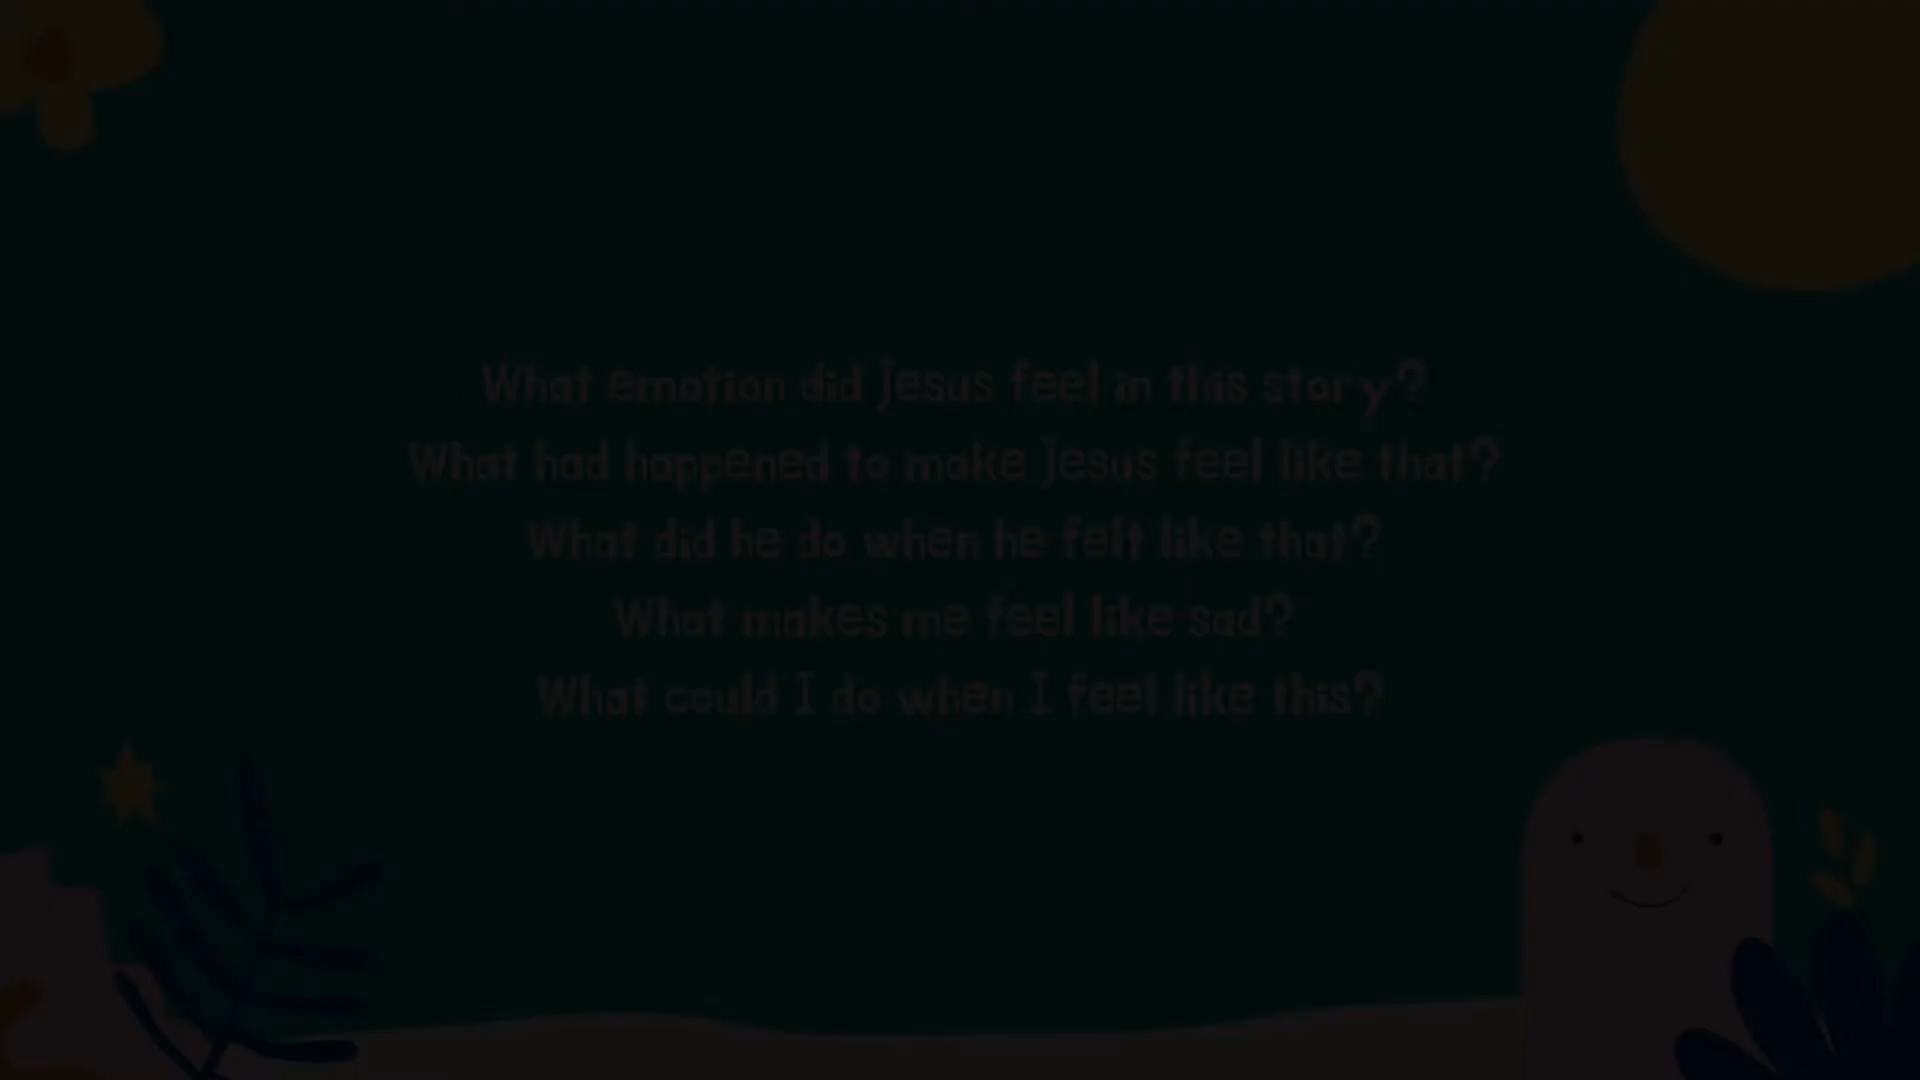 What emotion did Jesus feel in this story?
What had happened to make Jesus feel like that?
What did he do when he felt like that?
What makes me feel like sad?
What could I do when I feel like this?